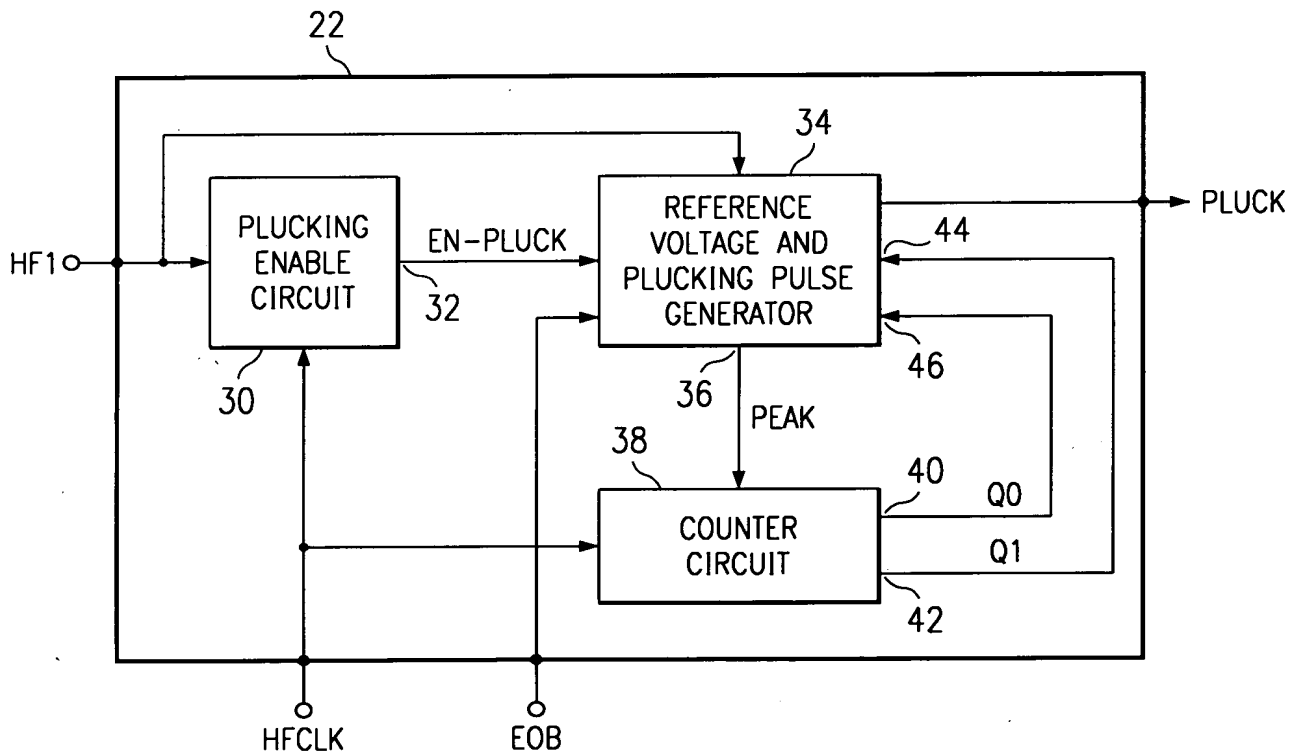 22
34
PLUCKING
ENABLE
CIRCUIT
REFERENCE
VOLTAGE AND
PLUCKING PULSE
GENERATOR
PLUCK
HF1
EN-PLUCK
44
32
46
30
36
PEAK
38
40
Q0
COUNTER
CIRCUIT
Q1
42
HFCLK
EOB